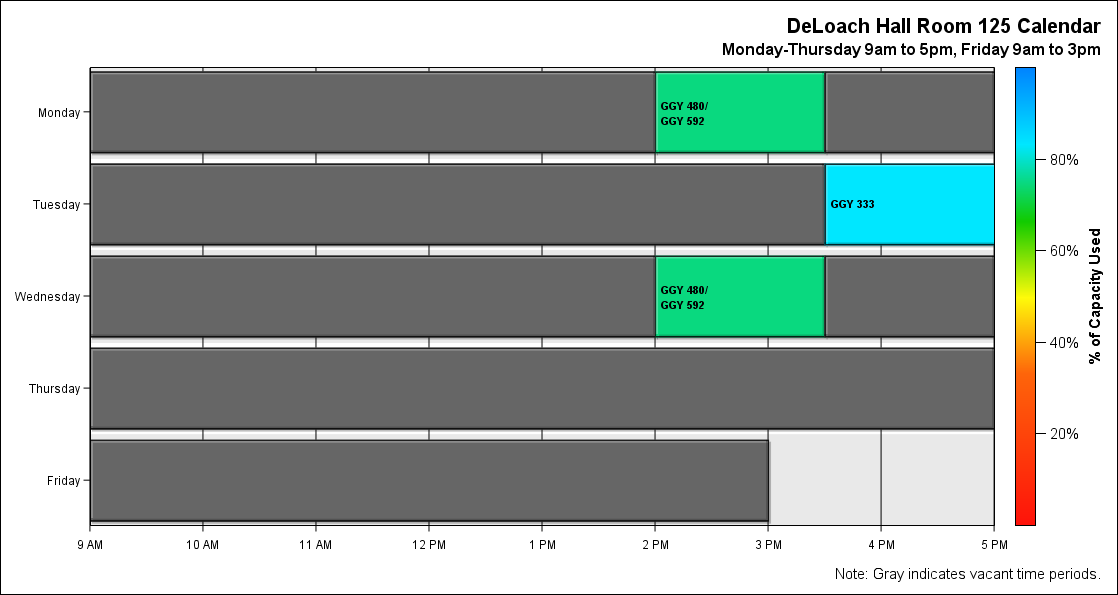 DeLoach Hall Room 125 Calendar
Monday-Thursday 9am to 5pm, Friday 9am to 3pm
Monday
GGY 480/
GGY 592
Tuesday
GGY 333
Wednesday
GGY 480/
GGY 592
Thursday
Friday
9 AM 10 AM 11 AM 12 PM 1 PM 2 PM 3 PM 4 PM 5 PM
80%
60%
40%
20%
% of Capacity Used
Note: Gray indicates vacant time periods.